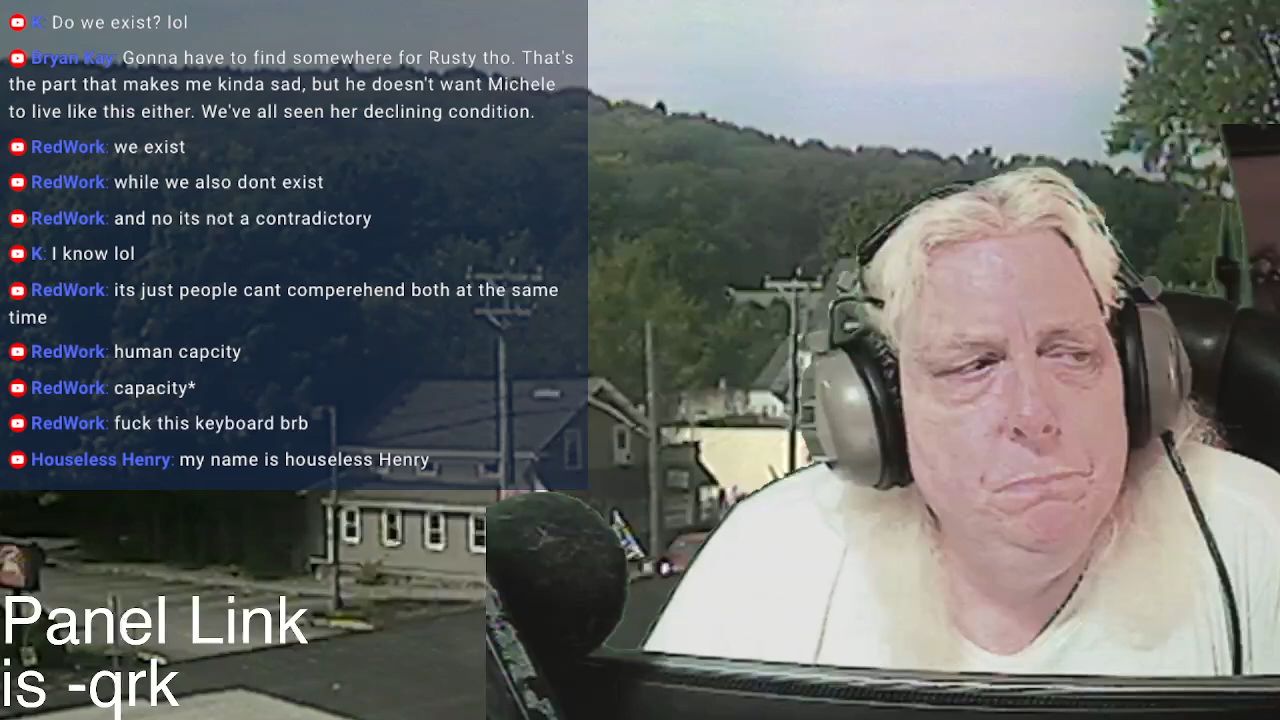 K: Do we exist? lol
Bryan Kay: Gonna have to find somewhere for Rusty tho. That's
the part that makes me kinda sad, but he doesn't want Michele
to live like this either. We've all seen her declining condition.
RedWork: we exist
RedWork: while we also dont exist
RedWork: and no its not a contradictory
K: I know lol
RedWork: its just people cant comperehend both at the same
time
RedWork: human capcity
RedWork: capacity*
RedWork: fuck this keyboard brb
Houseless Henry: my name is houseless Henry
Panel Link
is -qrk